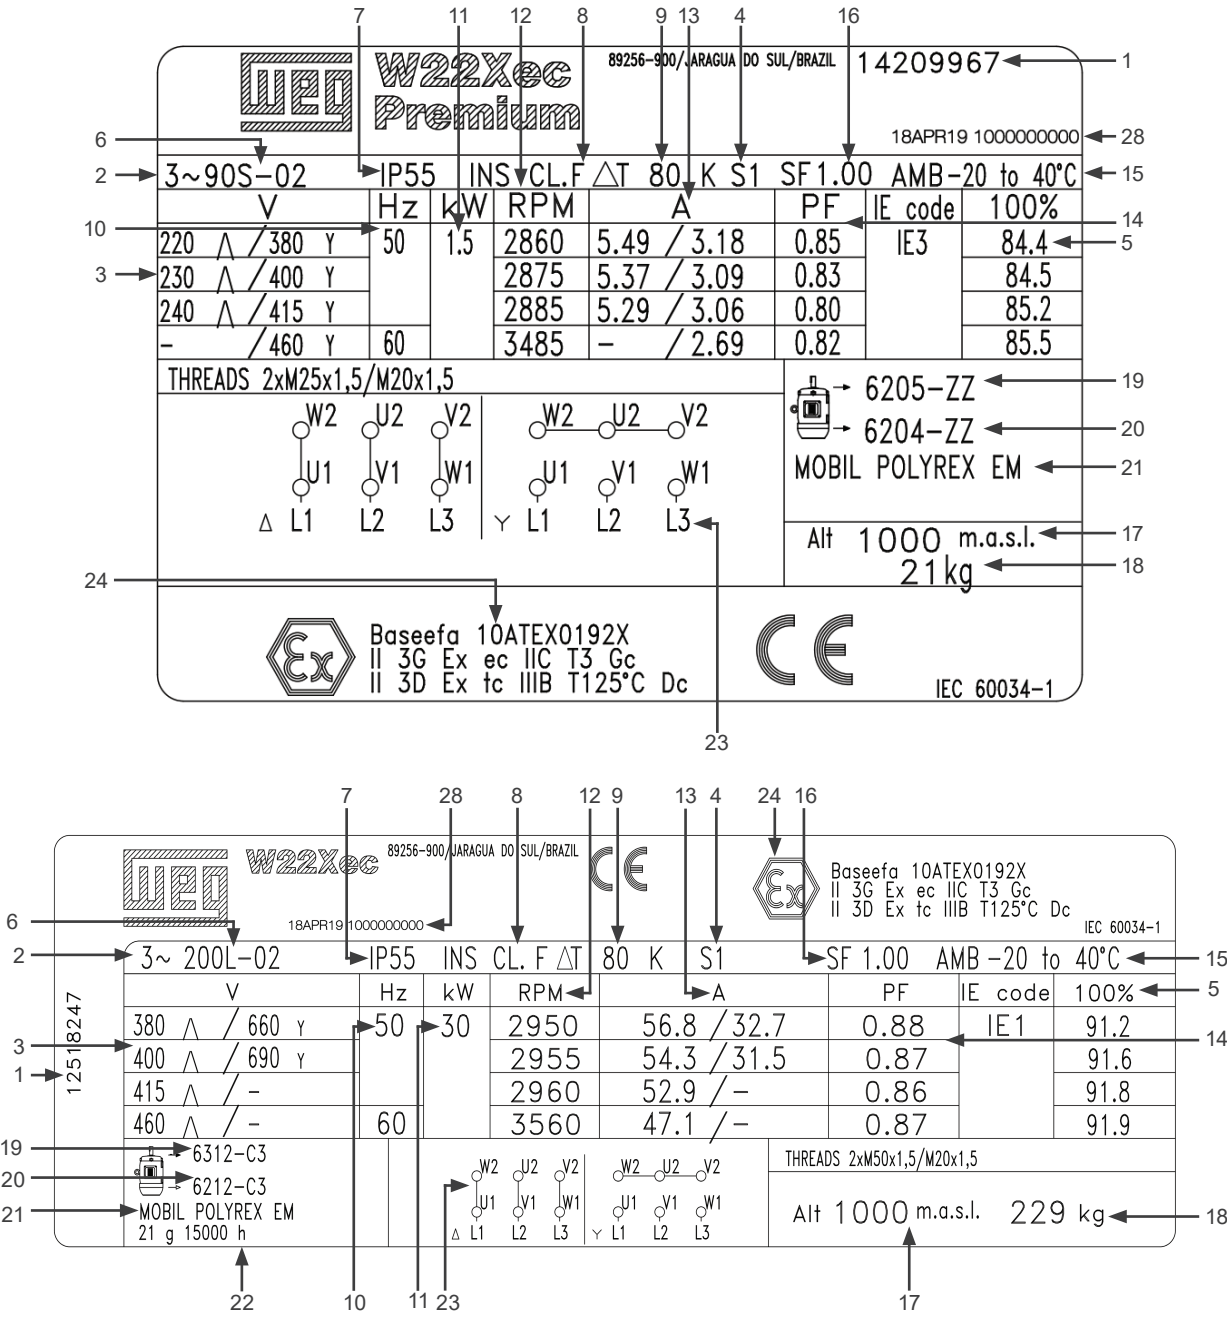 7 11 12 8 9 13 4 16
WEG W22Xec 89256-900/JARAGUA DO SUL/BRAZIL 14209967 1
Premium
6 18APR19 1000000000 28
2 3~90S-02 IP55 INS CL.F △T 80 K S1 SF1.00 AMB-20 to 40°C 15
V Hz kW RPM A PF IE code 100%
10 14
220 Λ /380 Y 50 1.5 2860 5.49 /3.18 0.85 IE3 84.4 5
3 230 Λ /400 Y 2875 5.37 /3.09 0.83 84.5
240 Λ /415 Y 2885 5.29 /3.06 0.80 85.2
- /460 Y 60 3485 - /2.69 0.82 85.5
THREADS 2xM25x1,5/M20x1,5
6205-ZZ 19
W2 U2 V2 W2 U2 V2
6204-ZZ 20
U1 V1 W1 U1 V1 W1
MOBIL POLYREX EM 21
Δ L1 L2 L3 Y L1 L2 L3
Alt 1000 m.a.s.l. 17
21kg 18
24
Baseefa 10ATEX0192X
Ex II 3G Ex ec IIC T3 Gc CE
II 3D Ex tc IIIB T125°C Dc
IEC 60034-1
23
7 28 8 12 9 13 4 24 16
WEG W22Xec 89256-900/JARAGUA DO SUL/BRAZIL CE
Baseefa 10ATEX0192X
Ex II 3G Ex ec IIC T3 Gc
II 3D Ex tc IIIB T125°C Dc
6 18APR19 1000000000 IEC 60034-1
2 3~ 200L-02 IP55 INS CL. F △T 80 K S1 SF 1.00 AMB -20 to 40°C 15
V Hz kW RPM A PF IE code 100% 5
380 Λ /660 Y 50 30 2950 56.8 /32.7 0.88 IE1 91.2
14
3 400 Λ /690 Y 2955 54.3 /31.5 0.87 91.6
1 12518247
415 Λ /- 2960 52.9 /- 0.86 91.8
460 Λ /- 60 3560 47.1 /- 0.87 91.9
19 6312-C3
20 6212-C3
21 MOBIL POLYREX EM
21 g 15000 h
W2 U2 V2 W2 U2 V2
U1 V1 W1 U1 V1 W1
Δ L1 L2 L3 Y L1 L2 L3
THREADS 2xM50x1,5/M20x1,5
Alt 1000 m.a.s.l. 229 kg 18
22 10 11 23 17